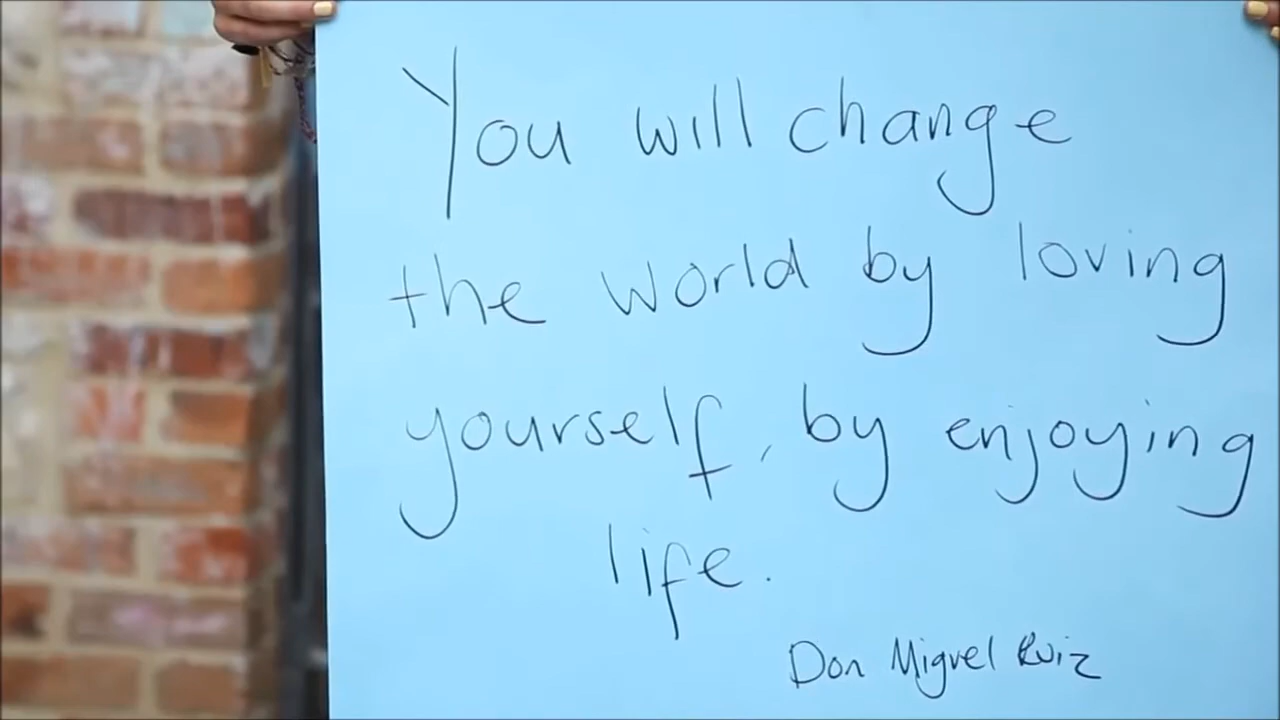 You will change
the world by loving
yourself, by enjoying
life.
Don Miguel Ruiz